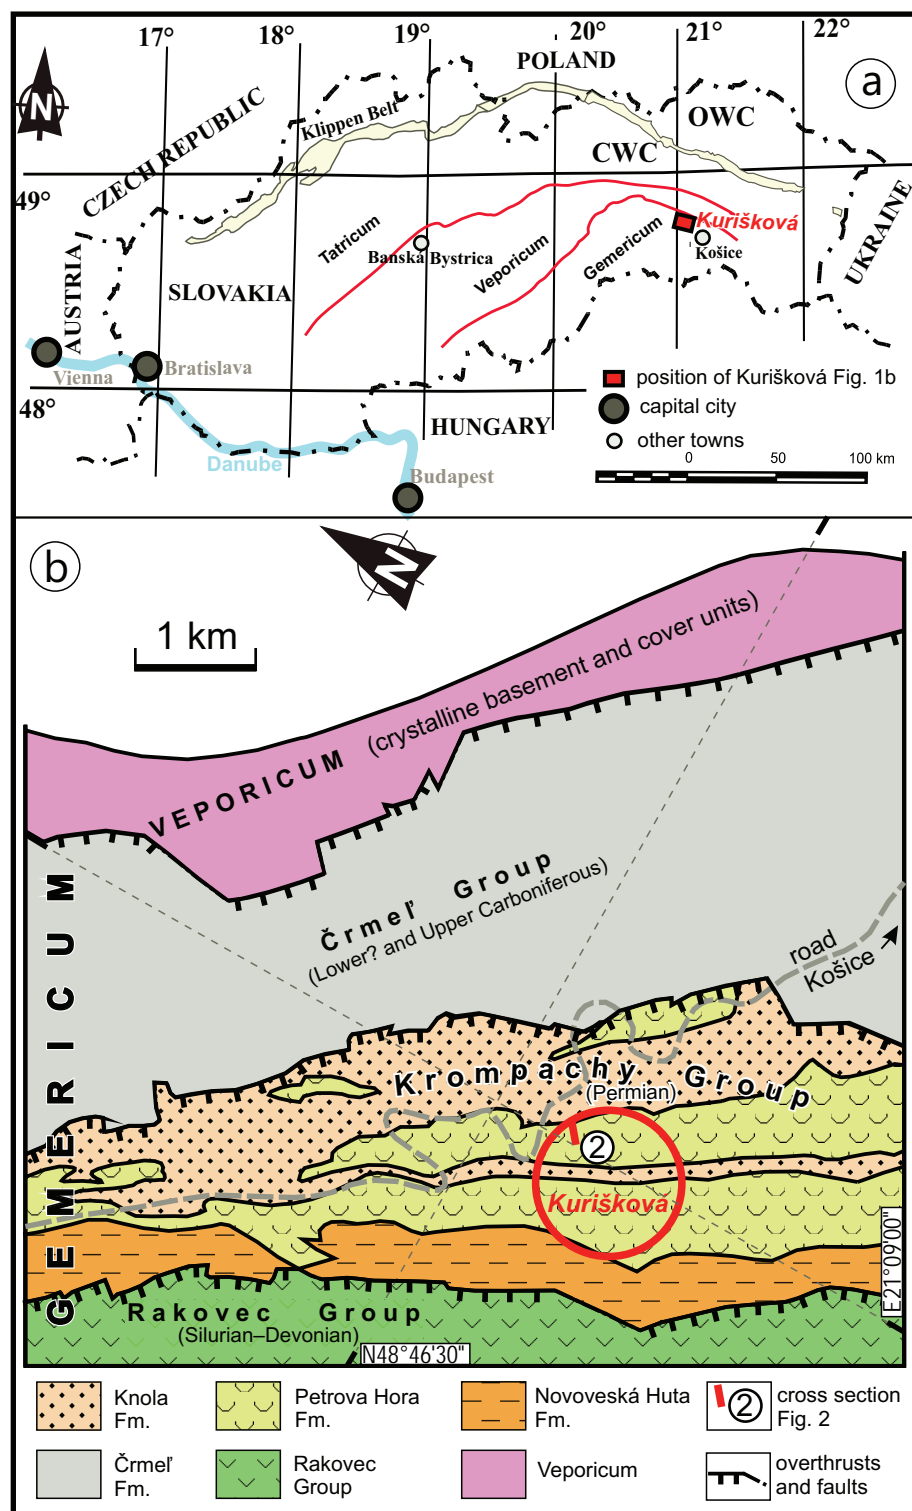 17°
18°
19°
20°
21°
22°
POLAND
a
N
Klippen Belt
OWC
CZECH REPUBLIC
CWC
49°
UKRAINE
Kurišková
Tatricum
Gemericum
Košice
Banská Bystrica
Veporicum
AUSTRIA
SLOVAKIA
Vienna
Bratislava
48°
position of Kurišková Fig. 1b
capital city
HUNGARY
other towns
Danube
0 50 100 km
Budapest
b
N
1 km
VEPORICUM (crystalline basement and cover units)
GEMERICUM
Črmeľ Group
(Lower? and Upper Carboniferous)
road
Košice
Krompachy Group
(Permian)
2
Kurišková
E21°09'00"
Rakovec Group
(Silurian–Devonian)
N48°46'30"
Knola
Fm.
Petrova Hora
Fm.
Novoveská Huta
Fm.
2
cross section
Fig. 2
Črmeľ
Fm.
Rakovec
Group
Veporicum
overthrusts
and faults